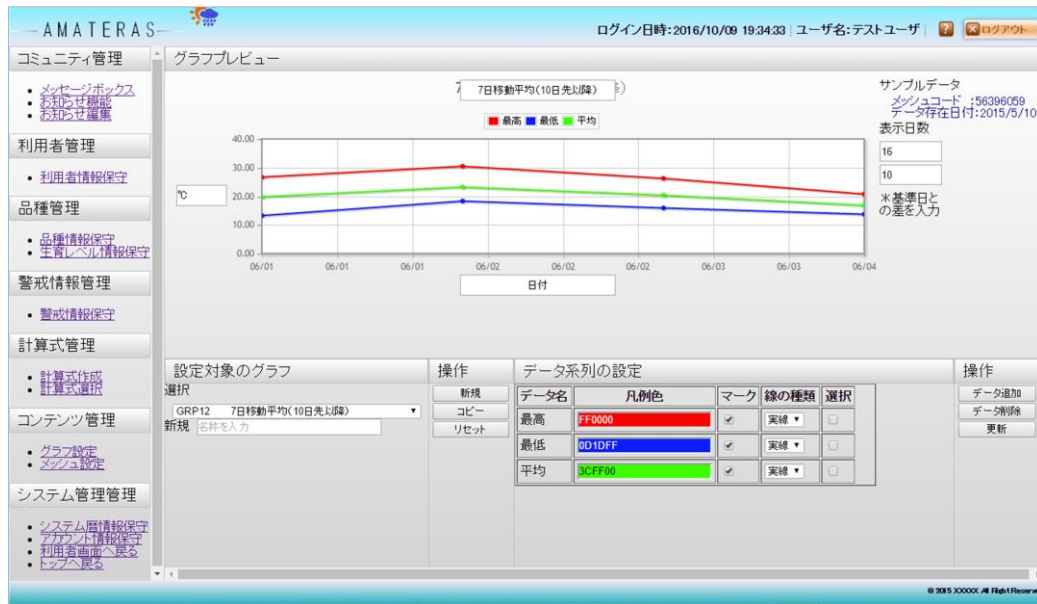 AMATERAS
ログイン日時:2016/10/09 19:34:33 ユーザ名:テストユーザ ? ログアウト
コミュニティ管理
メッセージボックス
お知らせ機能
お知らせ編集
利用者管理
利用者情報保守
品種管理
品種情報保守
生育レベル情報保守
警戒情報管理
警戒情報保守
計算式管理
計算式作成
計算式選択
コンテンツ管理
グラフ設定
メッシュ設定
システム管理管理
システム暦情報保守
アカウント情報保守
利用者画面へ戻る
トップへ戻る
グラフプレビュー
7日移動平均(10日先以降)
最高 最低 平均
40.00
30.00
20.00
10.00
0.00
℃
06/01 06/01 06/01 06/02 06/02 06/02 06/03 06/03 06/04
日付
サンプルデータ
メッシュコード :56396059
データ存在日付:2015/5/10
表示日数
16
10
*基準日と
の差を入力
設定対象のグラフ
選択
GRP12 7日移動平均(10日先以降)
新規 名称を入力
操作
新規
コピー
リセット
データ系列の設定
データ名 凡例色 マーク 線の種類 選択
最高 FF0000 実線
最低 0D1DFF 実線
平均 3CFF00 実線
操作
データ追加
データ削除
更新
© 2015 XXXXX All Right Reserve